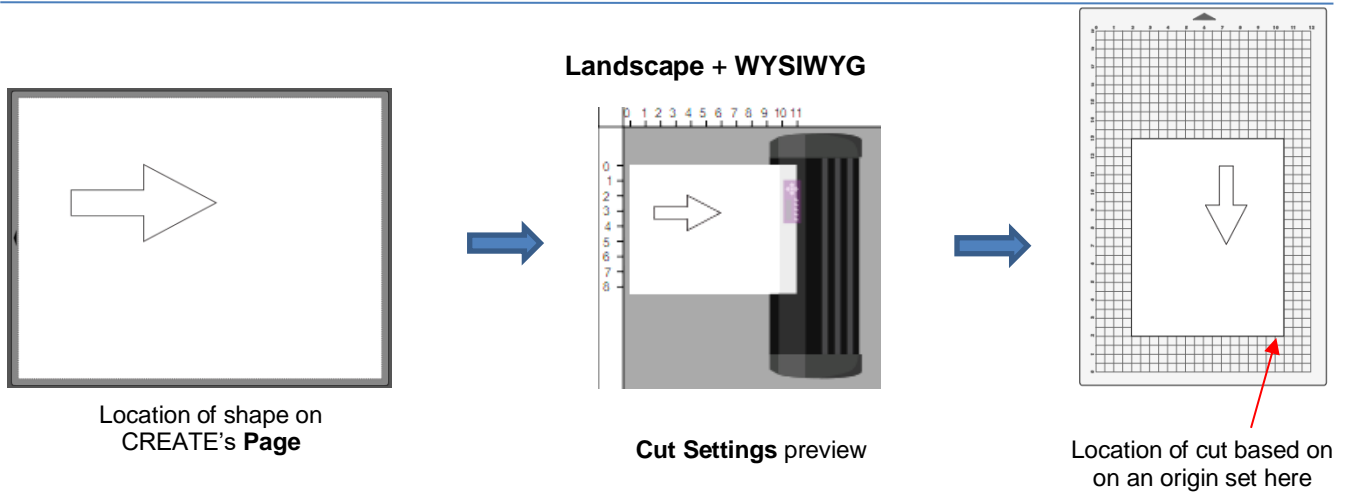 Landscape + WYSIWYG
0 1 2 3 4 5 6 7 8 9 10 11
0
1
2
3
4
5
6
7
8
Location of shape on
CREATE's Page
Cut Settings preview
Location of cut based on
on an origin set here